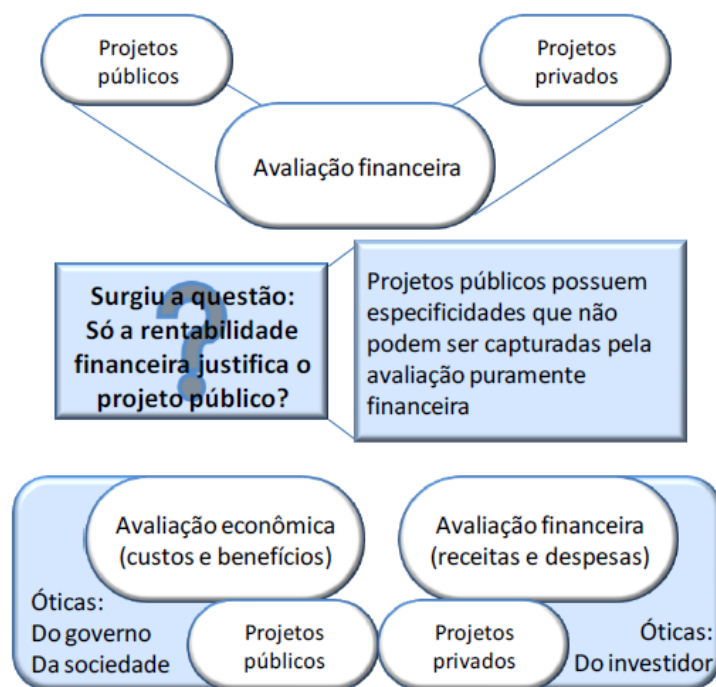 Projetos
públicos
Projetos
privados
Avaliação financeira
Surgiu a questão:
Só a rentabilidade
financeira justifica o
projeto público?
?
Projetos públicos possuem
especificidades que não
podem ser capturadas pela
avaliação puramente
financeira
Avaliação econômica
(custos e benefícios)
Avaliação financeira
(receitas e despesas)
Óticas:
Do governo
Da sociedade
Projetos
públicos
Projetos
privados
Óticas:
Do investidor